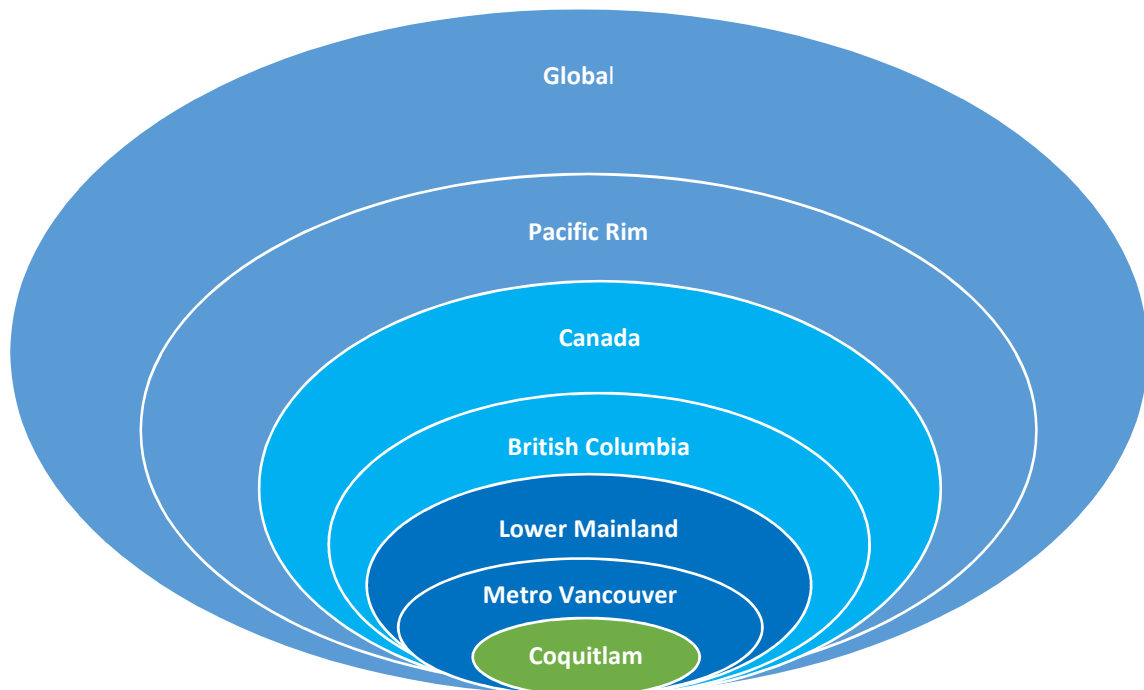 Global
Pacific Rim
Canada
British Columbia
Lower Mainland
Metro Vancouver
Coquitlam